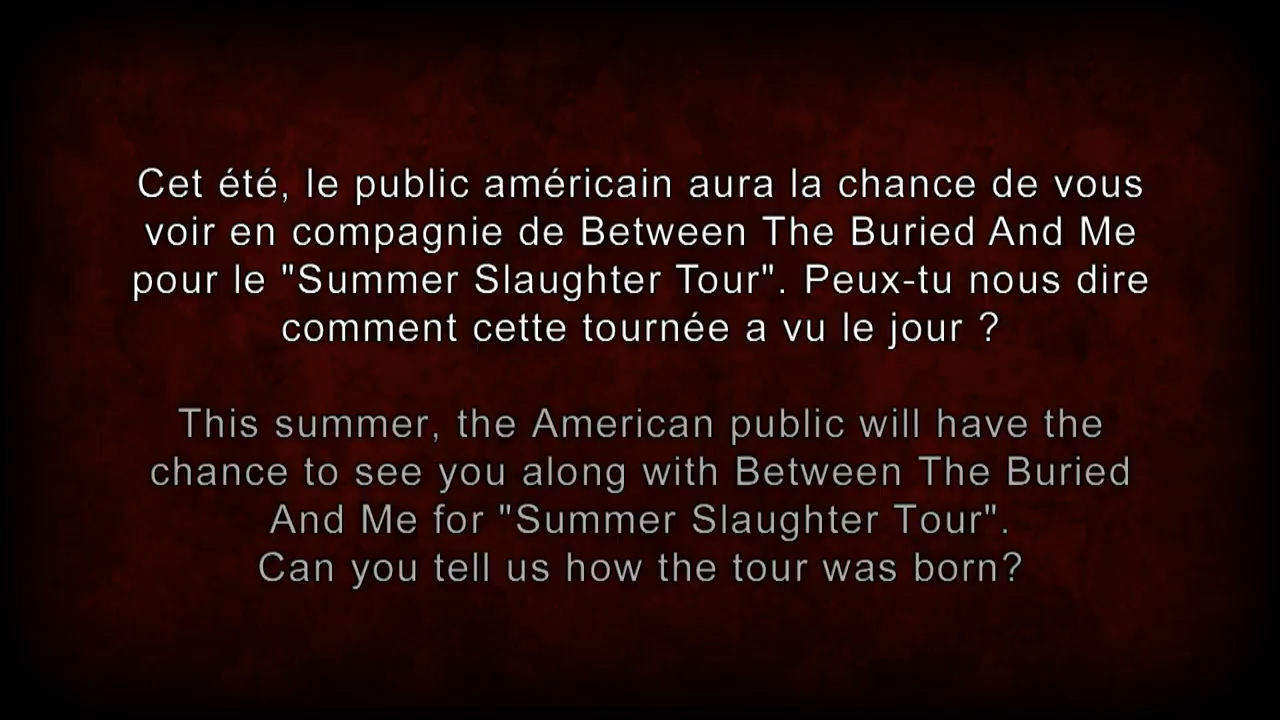 Cet été, le public américain aura la chance de vous
voir en compagnie de Between The Buried And Me
pour le "Summer Slaughter Tour". Peux-tu nous dire
comment cette tournée a vu le jour ?
This summer, the American public will have the
chance to see you along with Between The Buried
And Me for "Summer Slaughter Tour".
Can you tell us how the tour was born?